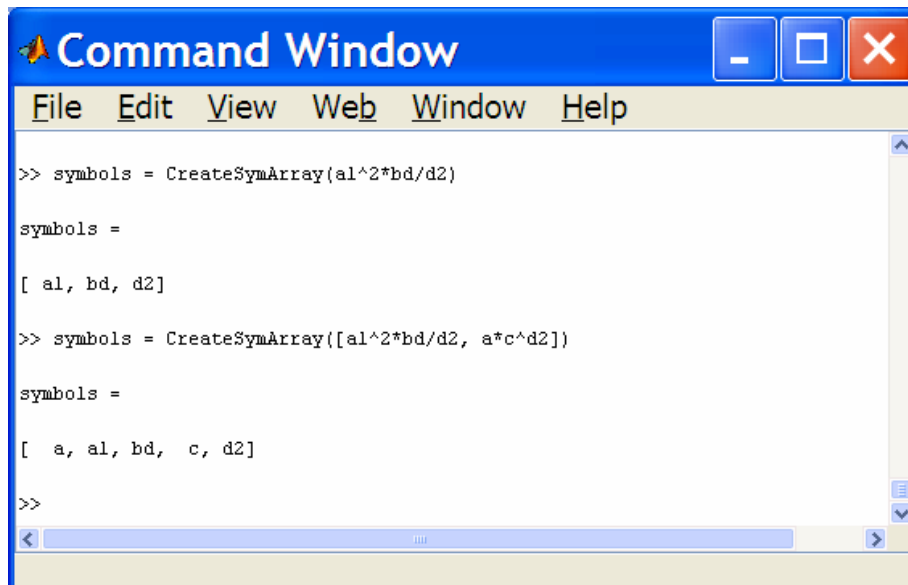 Command Window
File Edit View Web Window Help
>> symbols = CreateSymArray(al^2*bd/d2)
symbols =
[ al, bd, d2]
>> symbols = CreateSymArray([al^2*bd/d2, a*c^d2])
symbols =
[  a, al, bd,  c, d2]
>>